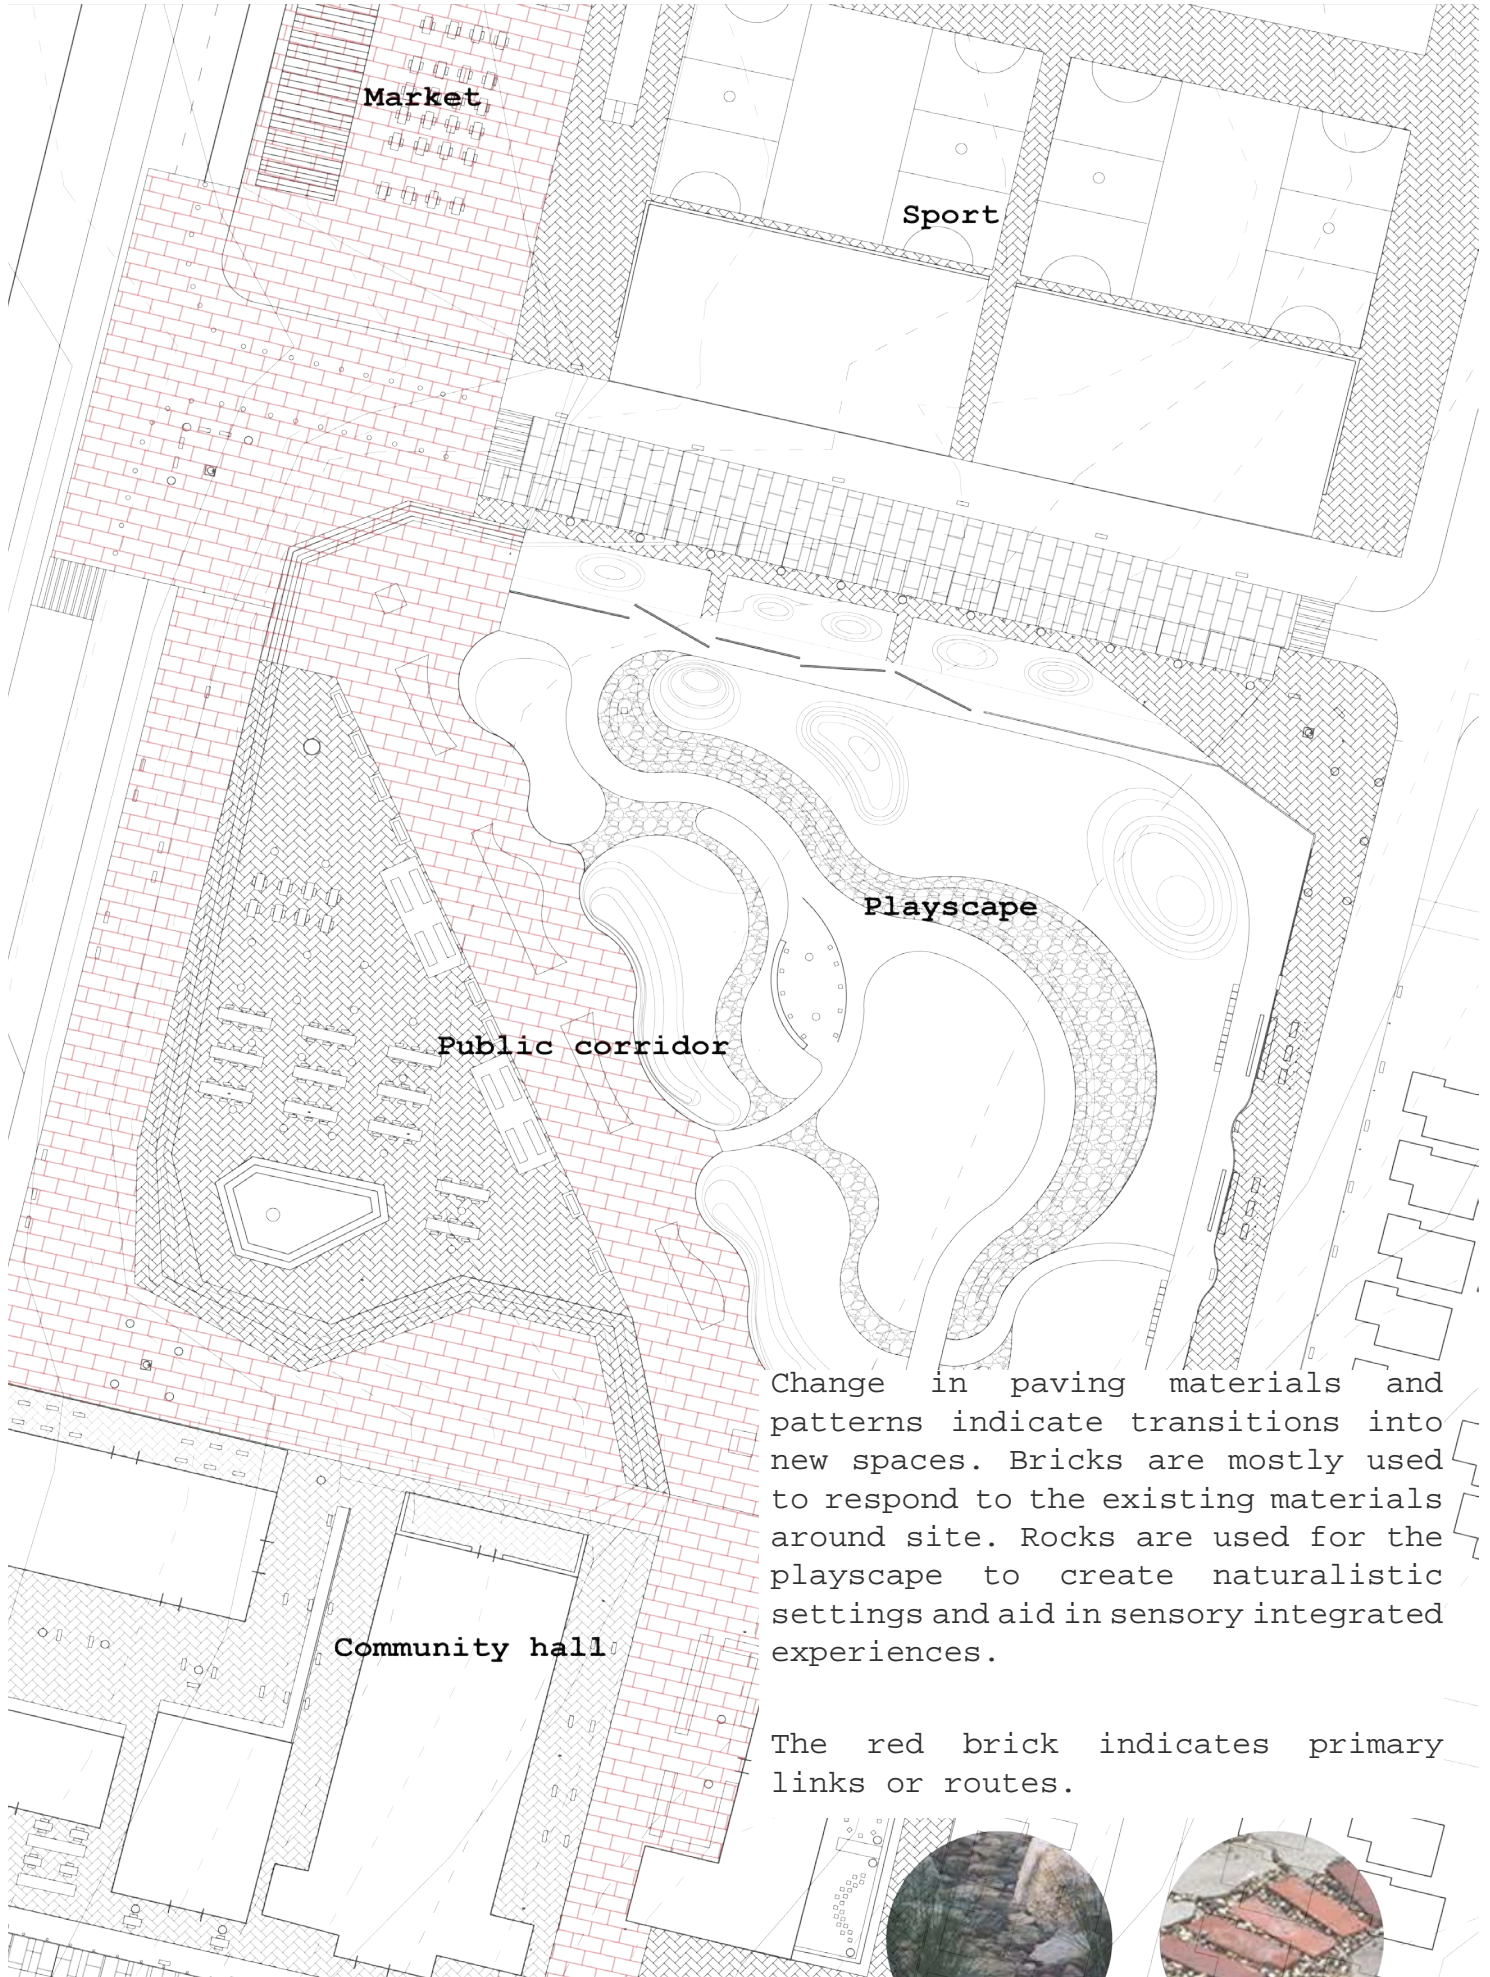 Market
Sport
Playscape
Public corridor
Change in paving materials and
patterns indicate transitions into
new spaces. Bricks are mostly used
to respond to the existing materials
around site. Rocks are used for the
playscape to create naturalistic
settings and aid in sensory integrated
experiences.
Community hall
The red brick indicates primary
links or routes.